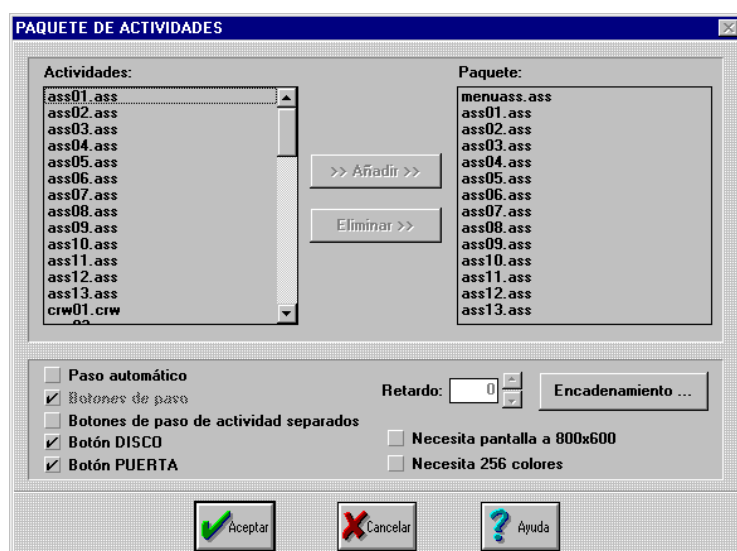 PAQUETE DE ACTIVIDADES
Actividades:
ass01.ass
ass02.ass
ass03.ass
ass04.ass
ass05.ass
ass06.ass
ass07.ass
ass08.ass
ass09.ass
ass10.ass
ass11.ass
ass12.ass
ass13.ass
crw01.crw
>> Añadir >>
Eliminar >>
Paquete:
menuass.ass
ass01.ass
ass02.ass
ass03.ass
ass04.ass
ass05.ass
ass06.ass
ass07.ass
ass08.ass
ass09.ass
ass10.ass
ass11.ass
ass12.ass
ass13.ass
Paso automático
Botones de paso
Botones de paso de actividad separados
Botón DISCO
Botón PUERTA
Retardo: 0
Encadenamiento ...
Necesita pantalla a 800x600
Necesita 256 colores
Aceptar
Cancelar
Ayuda